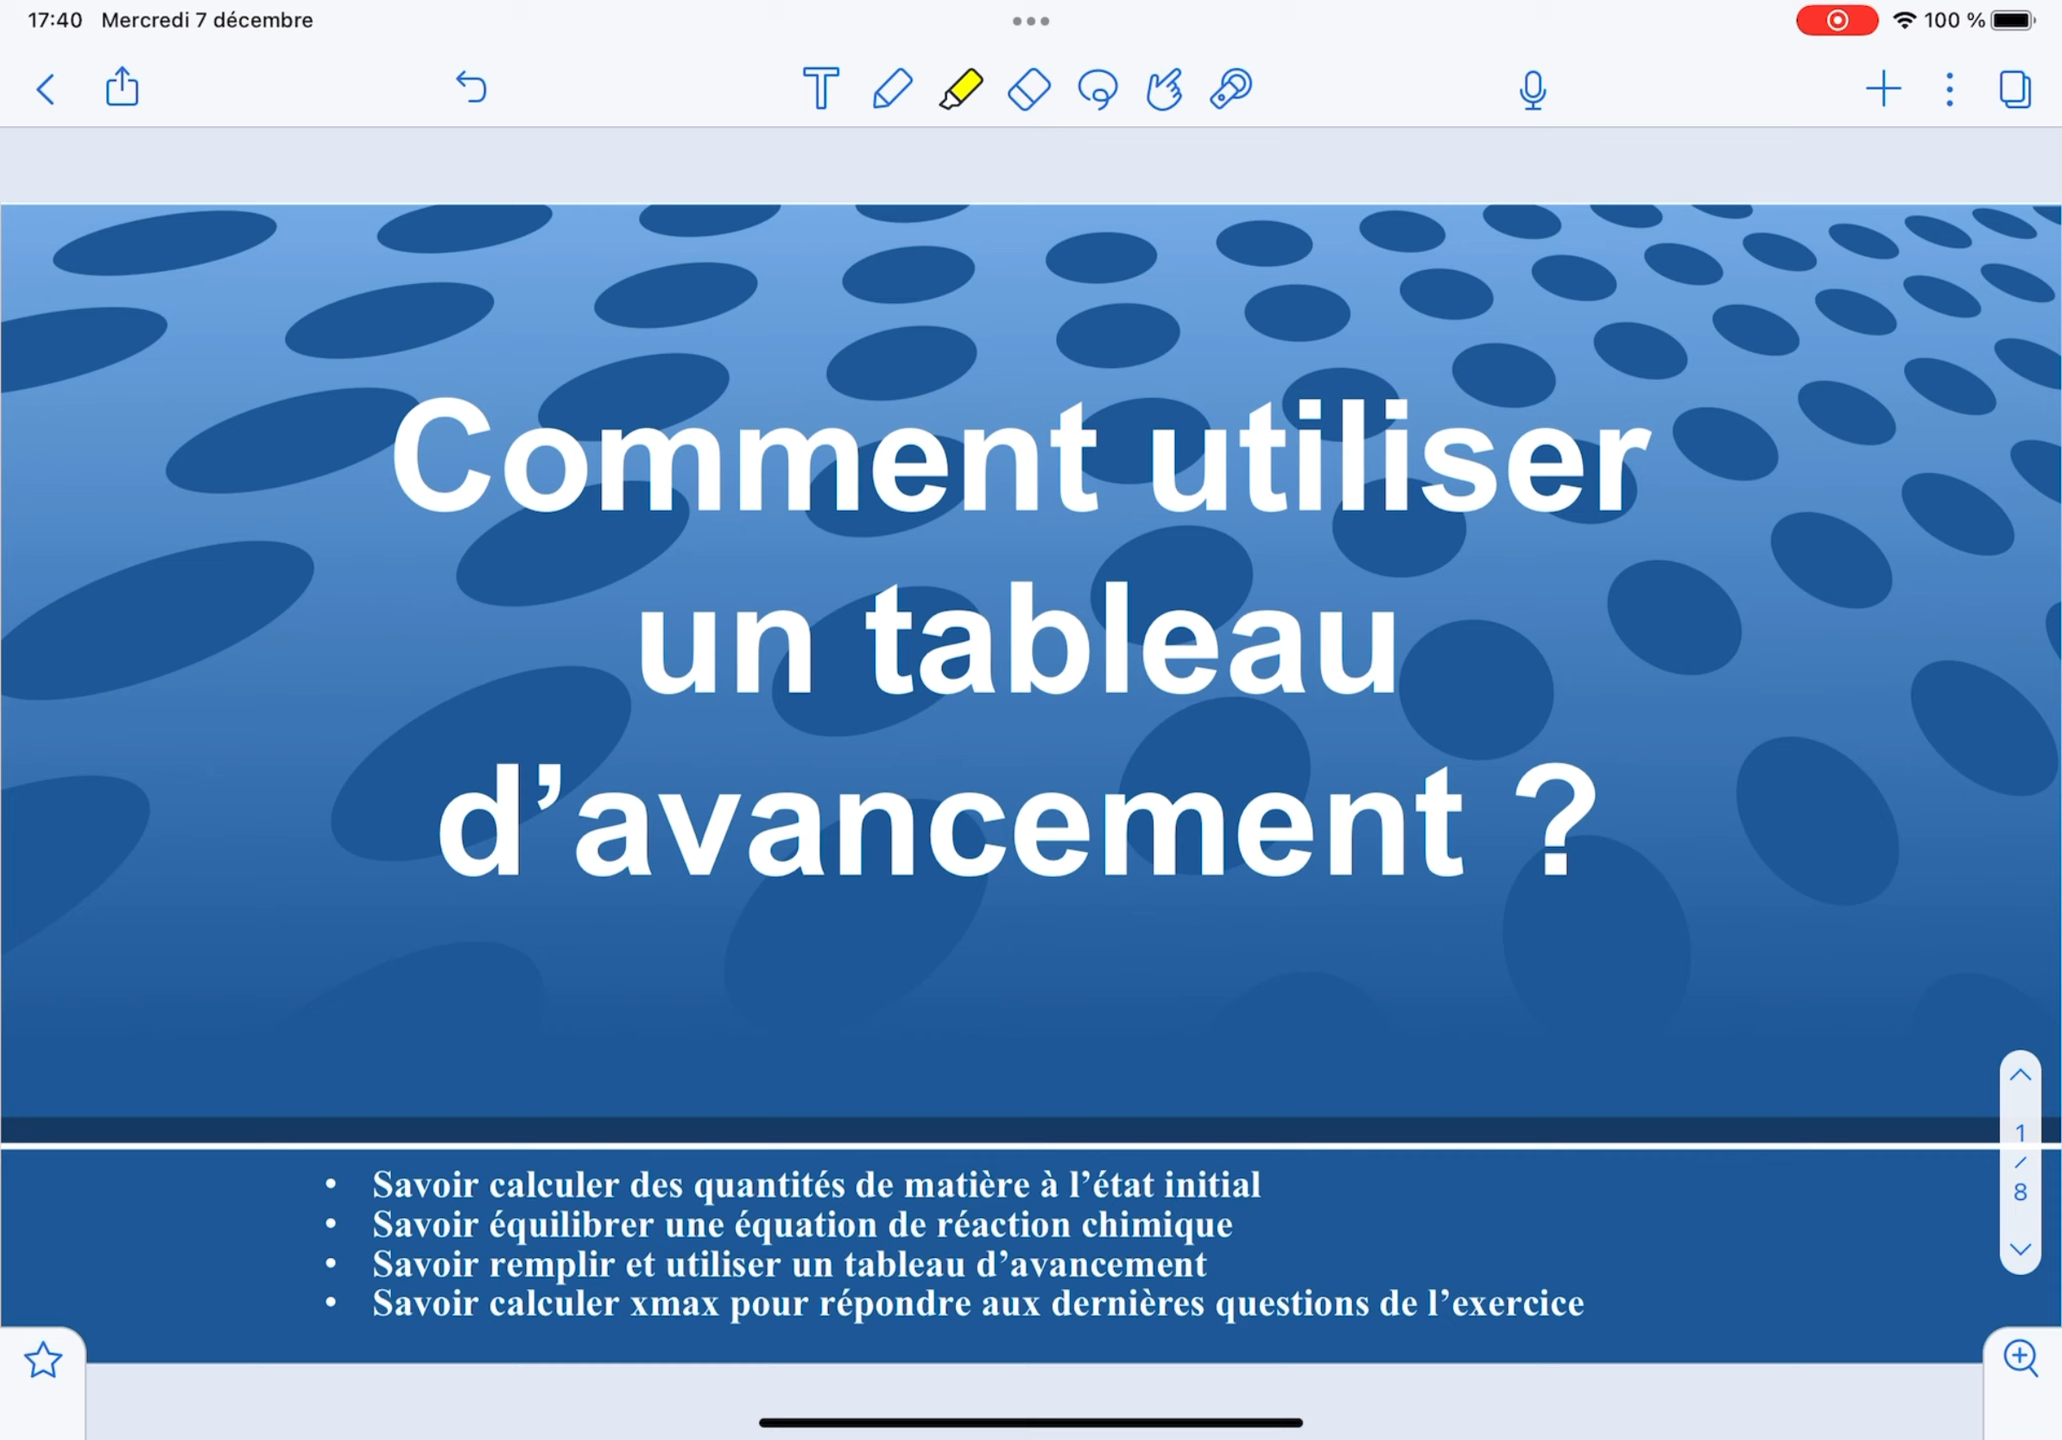 17:40 Mercredi 7 décembre
100 %
T
Comment utiliser
un tableau
d’avancement ?
1
/
8
• Savoir calculer des quantités de matière à l’état initial
• Savoir équilibrer une équation de réaction chimique
• Savoir remplir et utiliser un tableau d’avancement
• Savoir calculer xmax pour répondre aux dernières questions de l’exercice